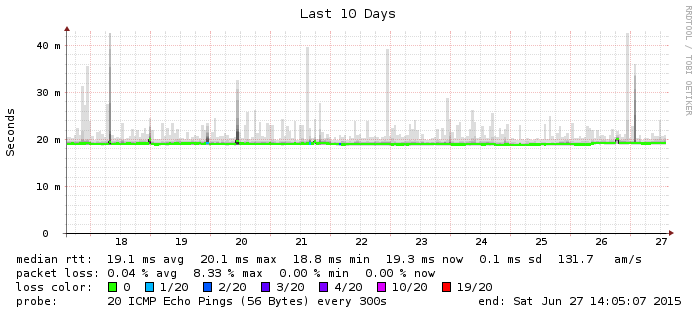 Last 10 Days
RRDTOOL / TOBI OETIKER
Seconds
40 m
30 m
20 m
10 m
0
18 19 20 21 22 23 24 25 26 27
median rtt: 19.1 ms avg 20.1 ms max 18.8 ms min 19.3 ms now 0.1 ms sd 131.7 am/s
packet loss: 0.04 % avg 8.33 % max 0.00 % min 0.00 % now
loss color: 0 1/20 2/20 3/20 4/20 10/20 19/20
probe: 20 ICMP Echo Pings (56 Bytes) every 300s end: Sat Jun 27 14:05:07 2015